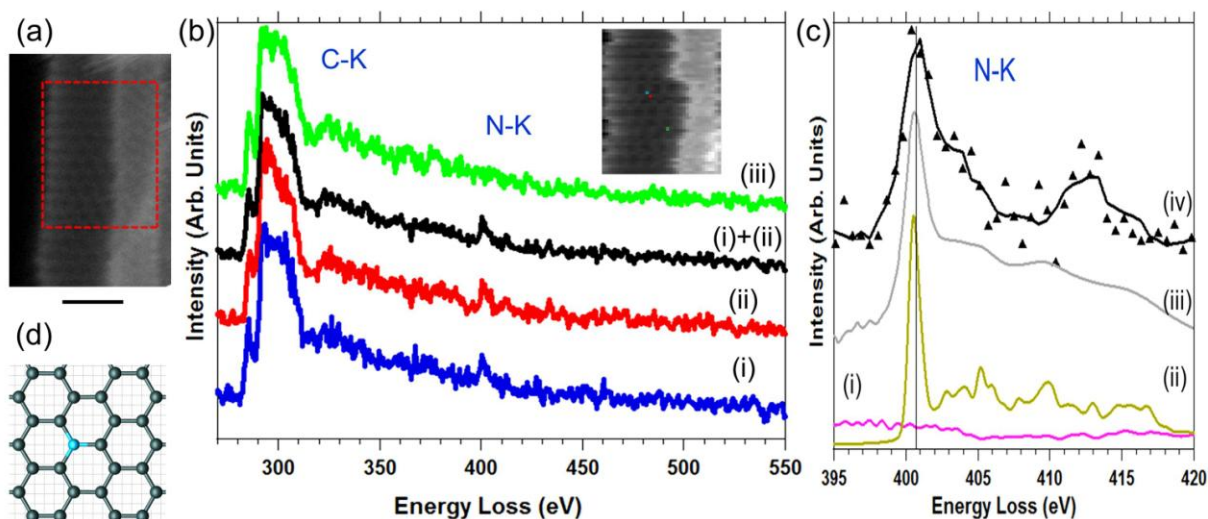 (a)
(b)
C-K
N-K
(iii)
(i)+(ii)
(ii)
(i)
Intensity (Arb. Units)
300
350
400
450
500
550
Energy Loss (eV)
(c)
N-K
(iv)
(iii)
(i)
(ii)
Intensity (Arb. Units)
395
400
405
410
415
420
Energy Loss (eV)
(d)